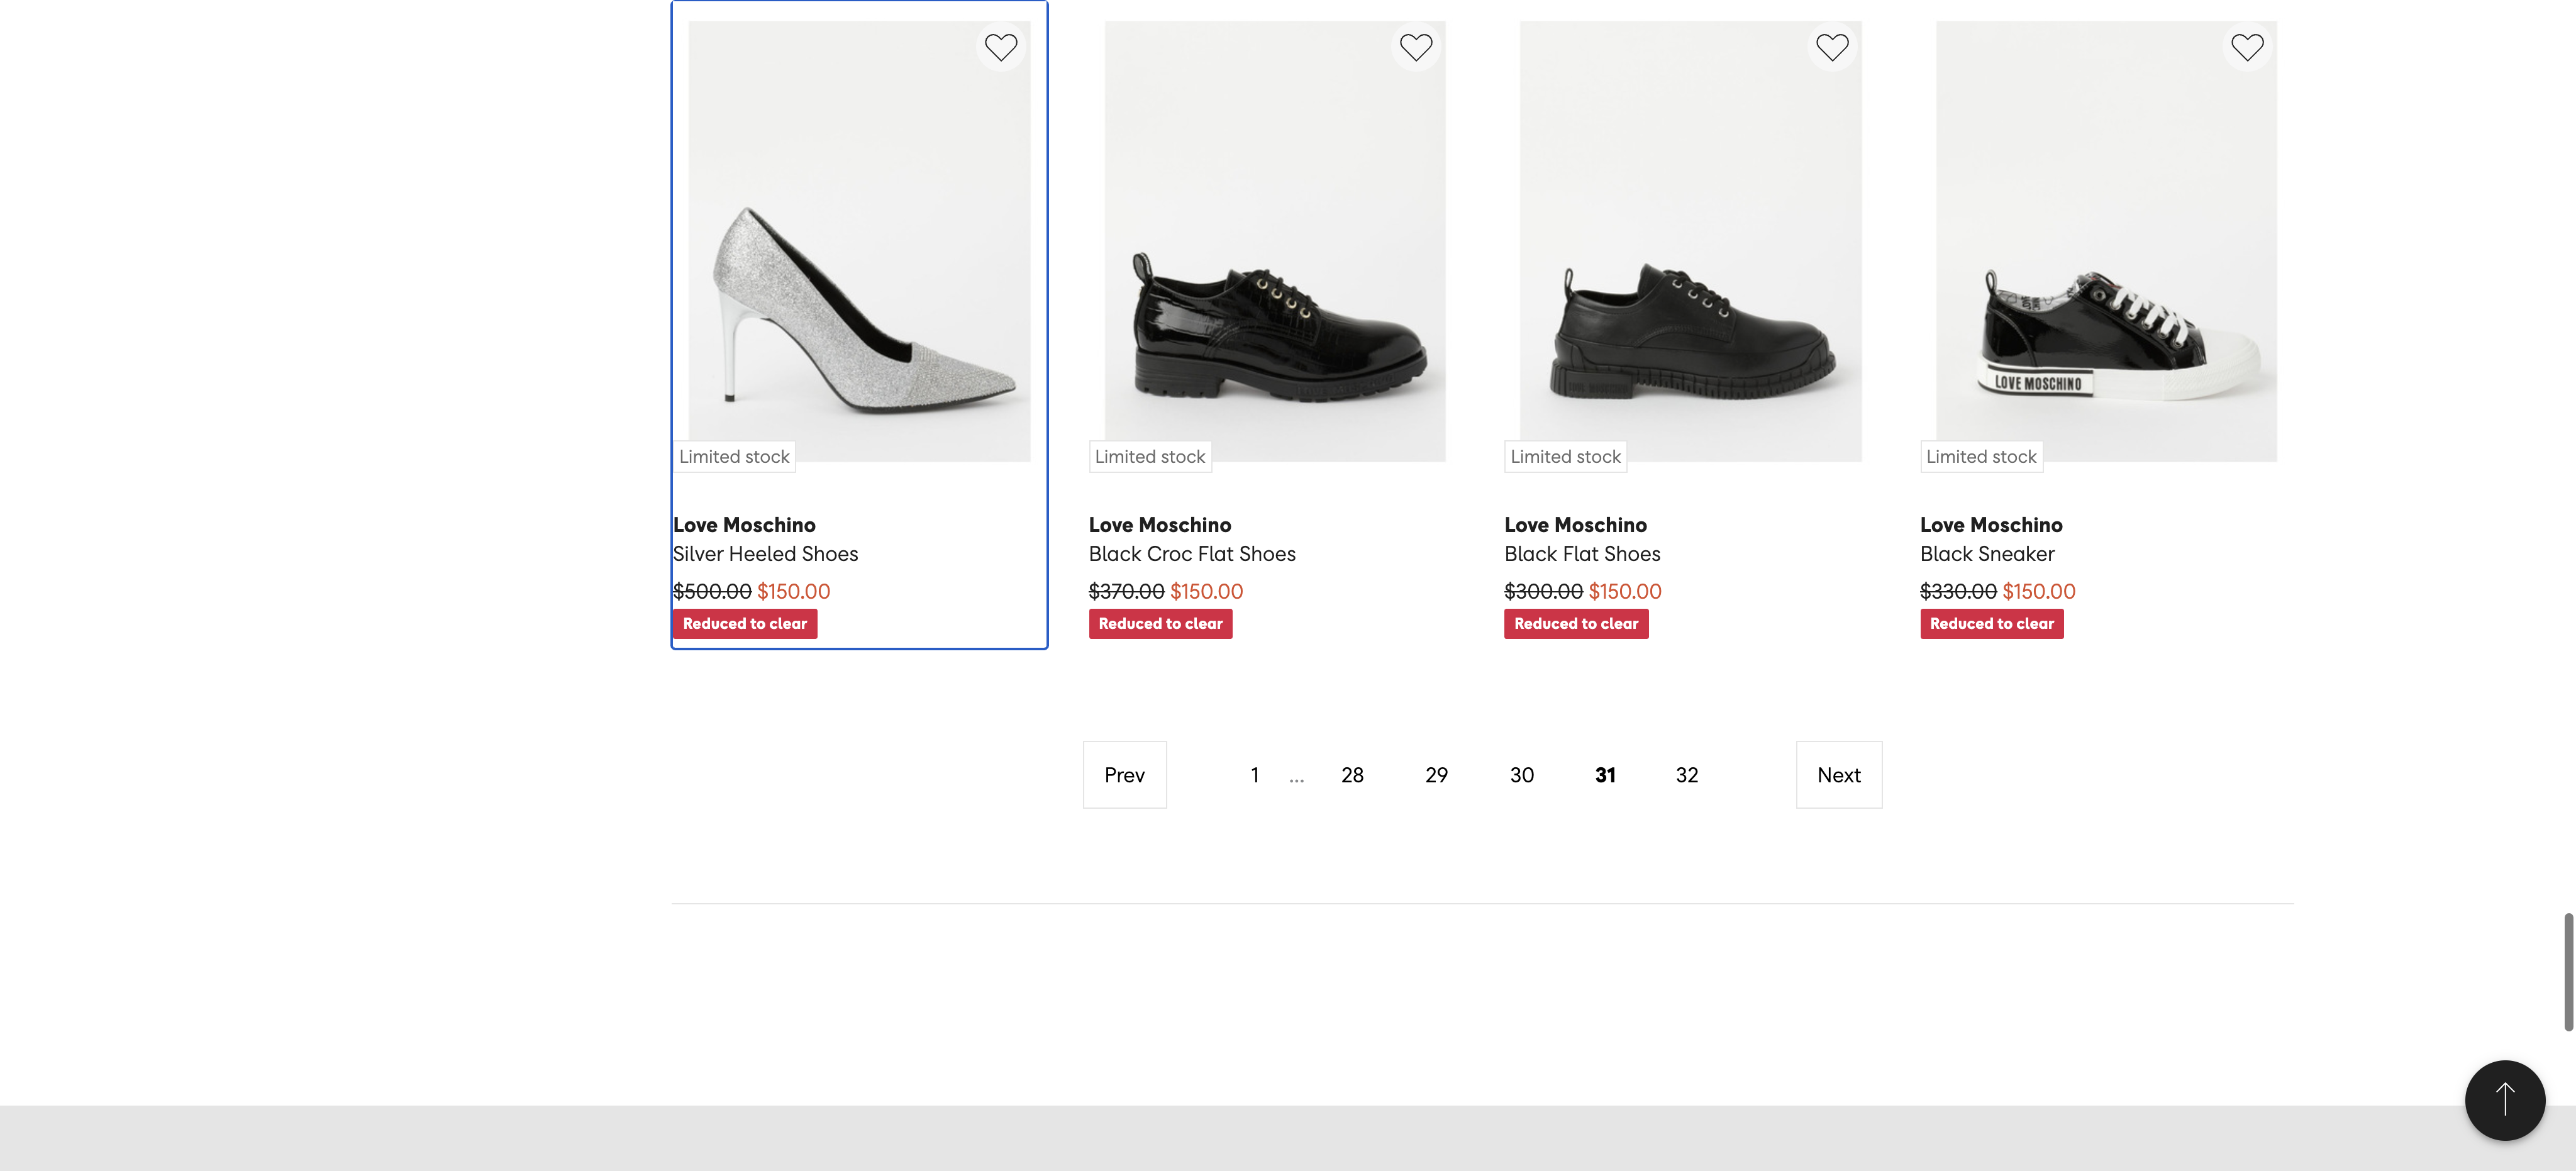 LOVE MOSCHINO
Limited stock
Limited stock
Limited stock
Limited stock
Love Moschino
Silver Heeled Shoes
$500.00 $150.00
Reduced to clear
Love Moschino
Black Croc Flat Shoes
$370.00 $150.00
Reduced to clear
Love Moschino
Black Flat Shoes
$300.00 $150.00
Reduced to clear
Love Moschino
Black Sneaker
$330.00 $150.00
Reduced to clear
Prev 1 ... 28 29 30 31 32 Next